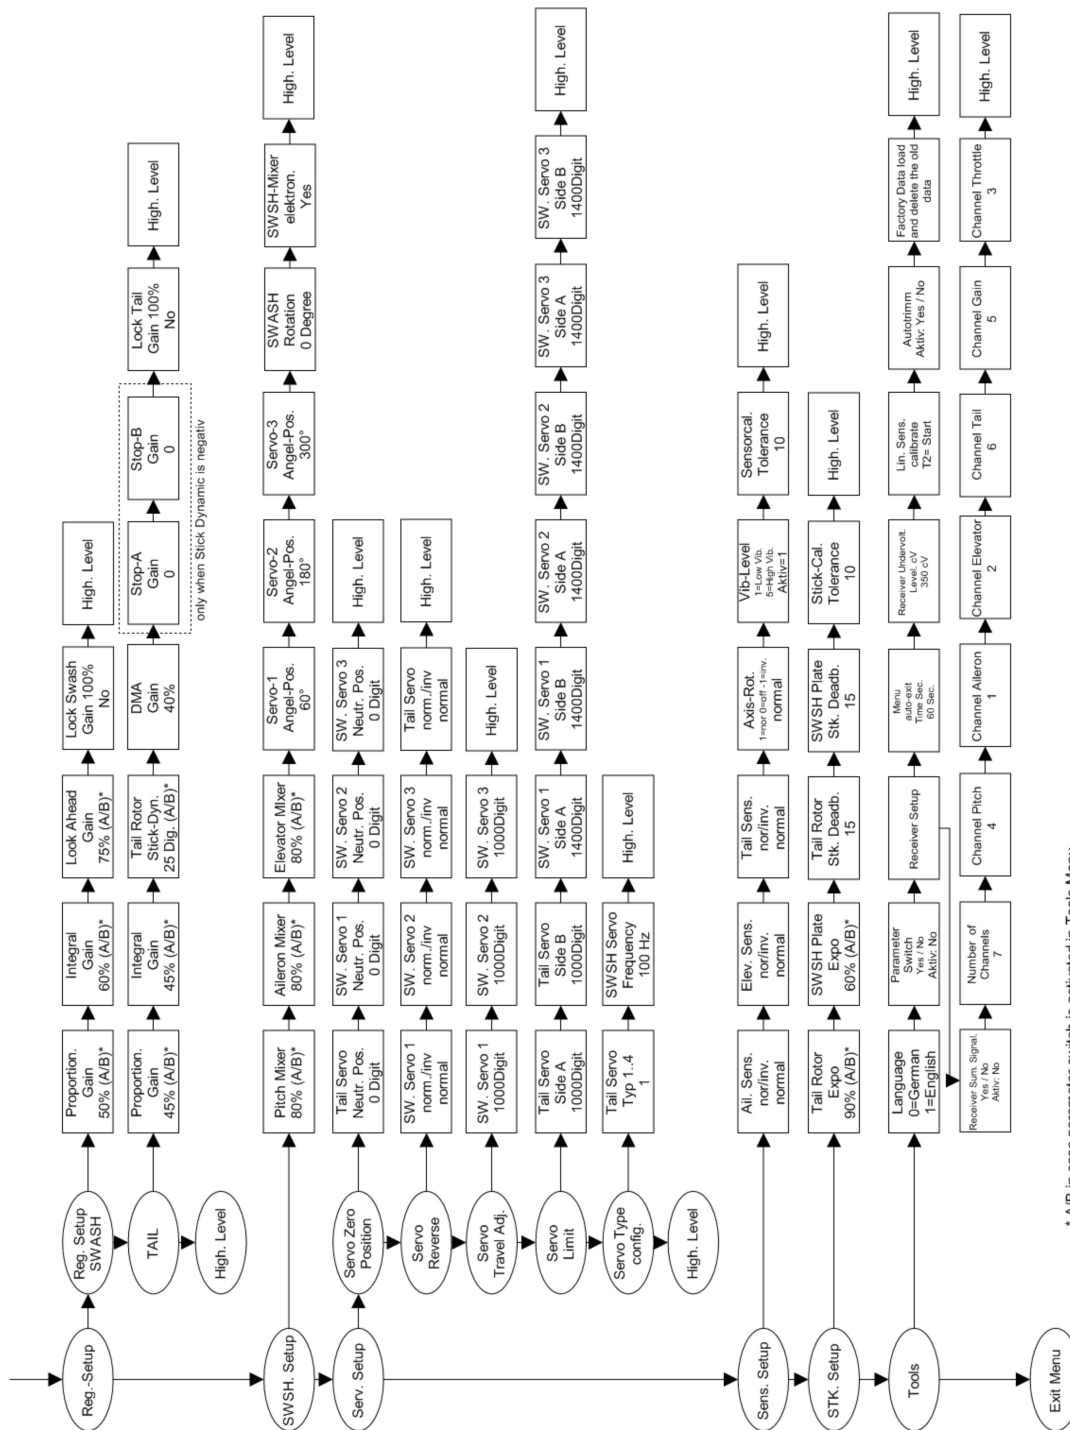 Reg.-Setup
Reg. Setup
SWASH
Proportion.
Gain
50% (A/B)*
Integral
Gain
60% (A/B)*
Look Ahead
Gain
75% (A/B)*
Lock Swash
Gain 100%
No
High. Level
TAIL
Proportion.
Gain
45% (A/B)*
Integral
Gain
45% (A/B)*
Tail Rotor
Stick-Dyn.
25 Dig. (A/B)*
DMA
Gain
40%
Stop-A
Gain
0
Stop-B
Gain
0
Lock Tail
Gain 100%
No
High. Level
only when Stick Dynamic is negativ
High. Level
SWSH. Setup
Pitch Mixer
80% (A/B)*
Aileron Mixer
80% (A/B)*
Elevator Mixer
80% (A/B)*
Servo-1
Angel-Pos.
60°
Servo-2
Angel-Pos.
180°
Servo-3
Angel-Pos.
300°
SWASH
Rotation
0 Degree
SWSH-Mixer
elektron.
Yes
High. Level
Serv. Setup
Servo Zero
Position
Tail Servo
Neutr. Pos.
0 Digit
SW. Servo 1
Neutr. Pos.
0 Digit
SW. Servo 2
Neutr. Pos.
0 Digit
SW. Servo 3
Neutr. Pos.
0 Digit
High. Level
Servo
Reverse
SW. Servo 1
norm./inv
normal
SW. Servo 2
norm./inv
normal
SW. Servo 3
norm./inv
normal
Tail Servo
norm./inv
normal
High. Level
Servo
Travel Adj.
SW. Servo 1
1000Digit
SW. Servo 2
1000Digit
SW. Servo 3
1000Digit
High. Level
Servo
Limit
Tail Servo
Side A
1000Digit
Tail Servo
Side B
1000Digit
SW. Servo 1
Side A
1400Digit
SW. Servo 1
Side B
1400Digit
SW. Servo 2
Side A
1400Digit
SW. Servo 2
Side B
1400Digit
SW. Servo 3
Side A
1400Digit
SW. Servo 3
Side B
1400Digit
High. Level
Servo Type
config.
Tail Servo
Typ 1..4
1
SWSH Servo
Frequency
100 Hz
High. Level
High. Level
Sens. Setup
Ail. Sens.
nor/inv.
normal
Elev. Sens.
nor/inv.
normal
Tail Sens.
nor/inv.
normal
Axis-Rot.
1=nor 0=off -1=inv.
normal
Vib-Level
1=Low Vib.
5=High Vib.
Aktiv=1
Sensorcal.
Tolerance
10
High. Level
STK. Setup
Tail Rotor
Expo
90% (A/B)*
SWSH Plate
Expo
60% (A/B)*
Tail Rotor
Stk. Deadb.
15
SWSH Plate
Stk. Deadb.
15
Stick-Cal.
Tolerance
10
High. Level
Tools
Language
0=German
1=English
Parameter
Switch
Yes / No
Aktiv: No
Receiver Setup
Menu
auto-exit
Time Sec.
60 Sec.
Receiver Undervolt.
Level. cV
350 cV
Lin. Sens.
calibrate
T2= Start
Autotrimm
Aktiv: Yes / No
Factory Data load
and delete the old
data
High. Level
Receiver Sum. Signal.
Yes / No
Aktiv: No
Number of
Channels
7
Channel Pitch
4
Channel Aileron
1
Channel Elevator
2
Channel Tail
6
Channel Gain
5
Channel Throttle
3
High. Level
Exit Menu